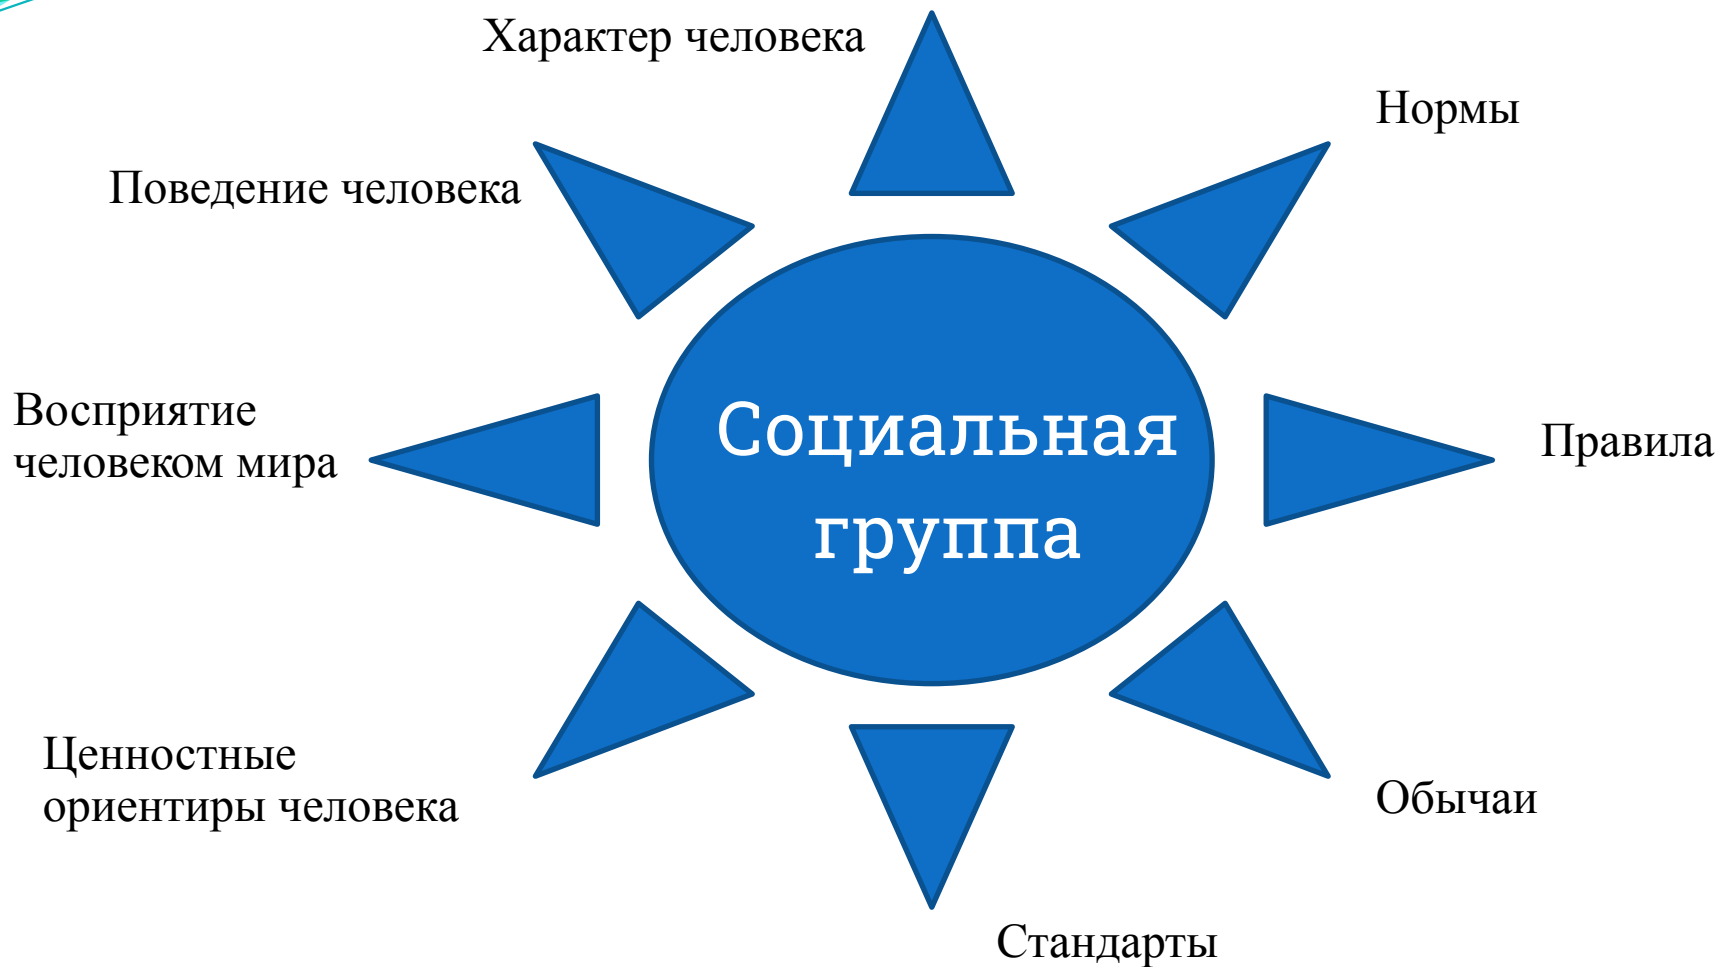 Характер человека
Нормы
Поведение человека
Восприятие
человеком мира
Социальная
группа
Правила
Ценностные
ориентиры человека
Обычаи
Стандарты